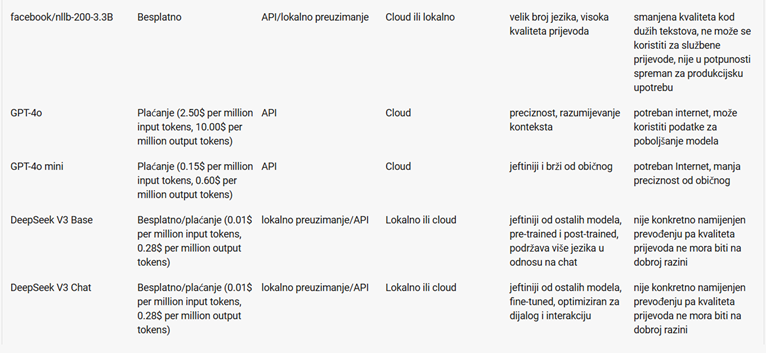 facebook/nllb-200-3.3B
Besplatno
API/lokalno preuzimanje
Cloud ili lokalno
velik broj jezika, visoka
kvaliteta prijevoda
smanjena kvaliteta kod
dužih tekstova, ne može se
koristiti za službene
prijevode, nije u potpunosti
spreman za produkcijsku
upotrebu
GPT-4o
Plaćanje (2.50$ per million
input tokens, 10.00$ per
million output tokens)
API
Cloud
preciznost, razumijevanje
konteksta
potreban internet, može
koristiti podatke za
poboljšanje modela
GPT-4o mini
Plaćanje (0.15$ per million
input tokens, 0.60$ per
million output tokens)
API
Cloud
jeftiniji i brži od običnog
potreban Internet, manja
preciznost od običnog
DeepSeek V3 Base
Besplatno/plaćanje (0.01$
per million input tokens,
0.28$ per million output
tokens)
lokalno preuzimanje/API
Lokalno ili cloud
jeftiniji od ostalih modela,
pre-trained i post-trained,
podržava više jezika u
odnosu na chat
nije konkretno namijenjen
prevođenju pa kvaliteta
prijevoda ne mora biti na
dobroj razini
DeepSeek V3 Chat
Besplatno/plaćanje (0.01$
per million input tokens,
0.28$ per million output
tokens)
lokalno preuzimanje/API
Lokalno ili cloud
jeftiniji od ostalih modela,
fine-tuned, optimiziran za
dijalog i interakciju
nije konkretno namijenjen
prevođenju pa kvaliteta
prijevoda ne mora biti na
dobroj razini